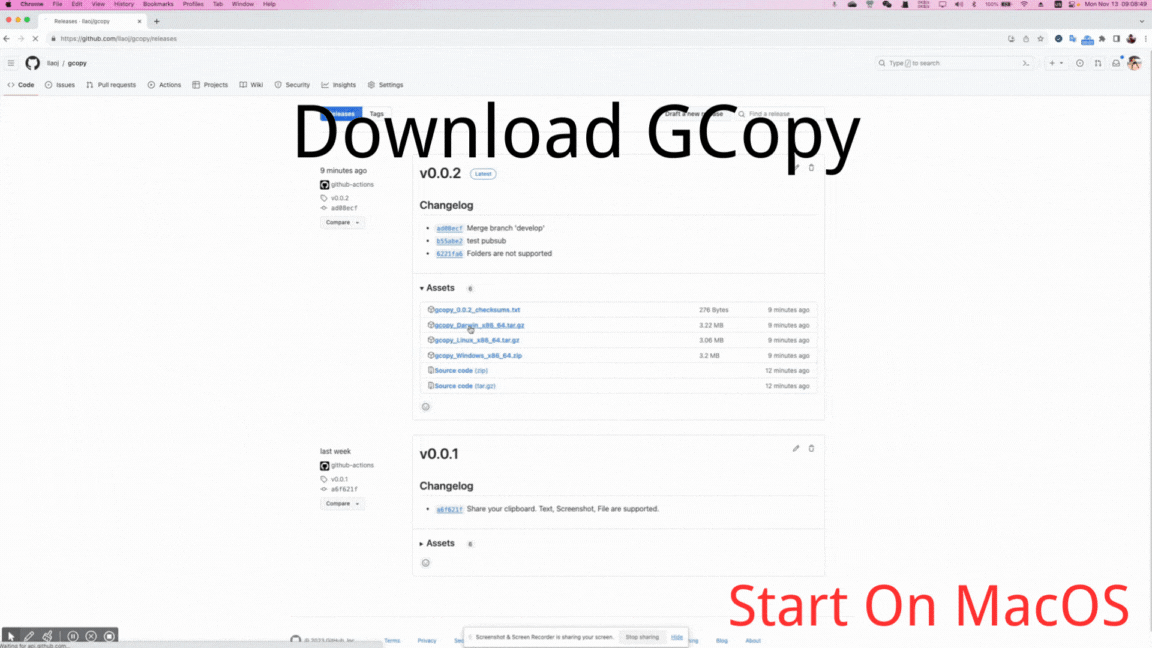 Chrome File Edit View History Bookmarks Profiles Tab Window Help
100% Mon Nov 13 09:08:49
Releases · liaoj/gcopy
https://github.com/liaoj/gcopy/releases
liaoj / gcopy
Type / to search
Code Issues Pull requests Actions Projects Wiki Security Insights Settings
Releases Tags
Draft a new release Find a release
Download GCopy
9 minutes ago
github-actions
v0.0.2
ad08ecf
Compare
v0.0.2 Latest
Changelog
ad08ecf Merge branch 'develop'
b55abe2 test pubsub
6221fa6 Folders are not supported
Assets 6
gcopy_0.0.2_checksums.txt 276 Bytes 9 minutes ago
gcopy_Darwin_x86_64.tar.gz 3.22 MB 9 minutes ago
gcopy_Linux_x86_64.tar.gz 3.06 MB 9 minutes ago
gcopy_Windows_x86_64.zip 3.2 MB 9 minutes ago
Source code (zip) 12 minutes ago
Source code (tar.gz) 12 minutes ago
last week
github-actions
v0.0.1
a6f621f
Compare
v0.0.1
Changelog
a6f621f Share your clipboard. Text, Screenshot, File are supported.
Assets 6
Start On MacOS
© 2023 GitHub, Inc. Terms Privacy Blog About
Screenshot & Screen Recorder is sharing your screen. Stop sharing Hide
Waiting for api.github.com...